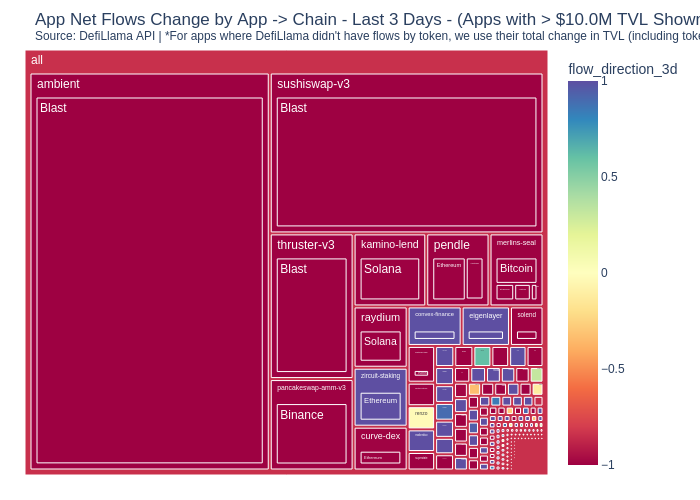 App Net Flows Change by App -> Chain - Last 3 Days - (Apps with > $10.0M TVL Shown
Source: DefiLlama API | *For apps where DefiLlama didn't have flows by token, we use their total change in TVL (including toke
flow_direction_3d
all
ambient
Blast
sushiswap-v3
Blast
thruster-v3
Blast
kamino-lend
Solana
pendle
Ethereum
merlins-seal
Bitcoin
raydium
Solana
convex-finance
eigenlayer
solend
zircuit-staking
Ethereum
pancakeswap-amm-v3
Binance
curve-dex
Ethereum
1
0.5
0
−0.5
−1